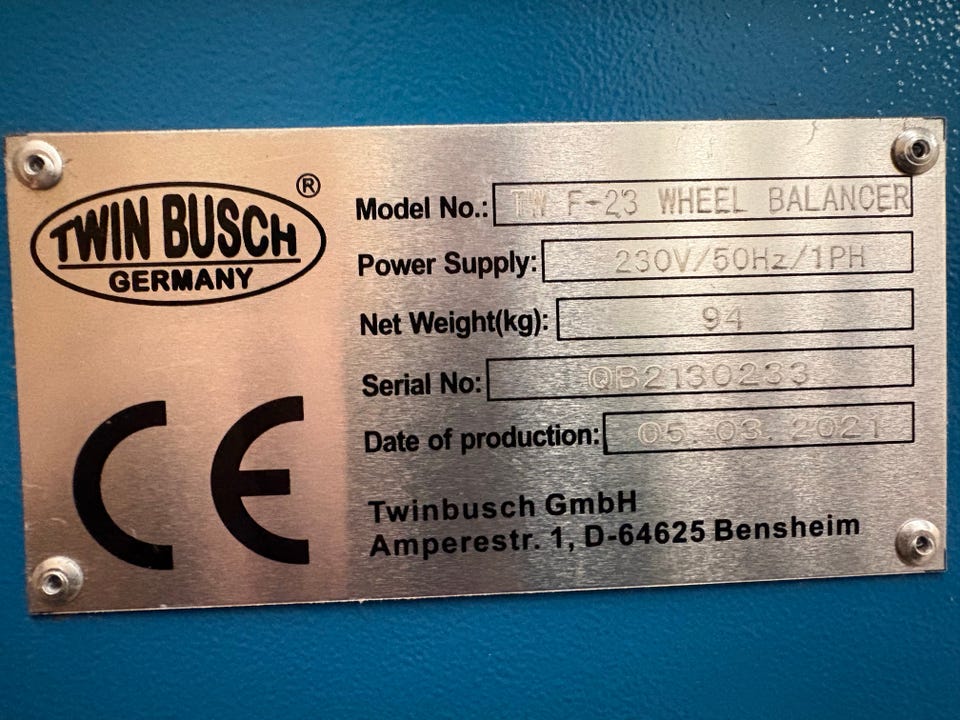 TWIN BUSCH ®
GERMANY
CE
Model No.: TW F-23 WHEEL BALANCER
Power Supply: 230V/50Hz/1PH
Net Weight(kg): 94
Serial No: QB2130233
Date of production: 05.03.2021
Twinbusch GmbH
Amperestr. 1, D-64625 Bensheim